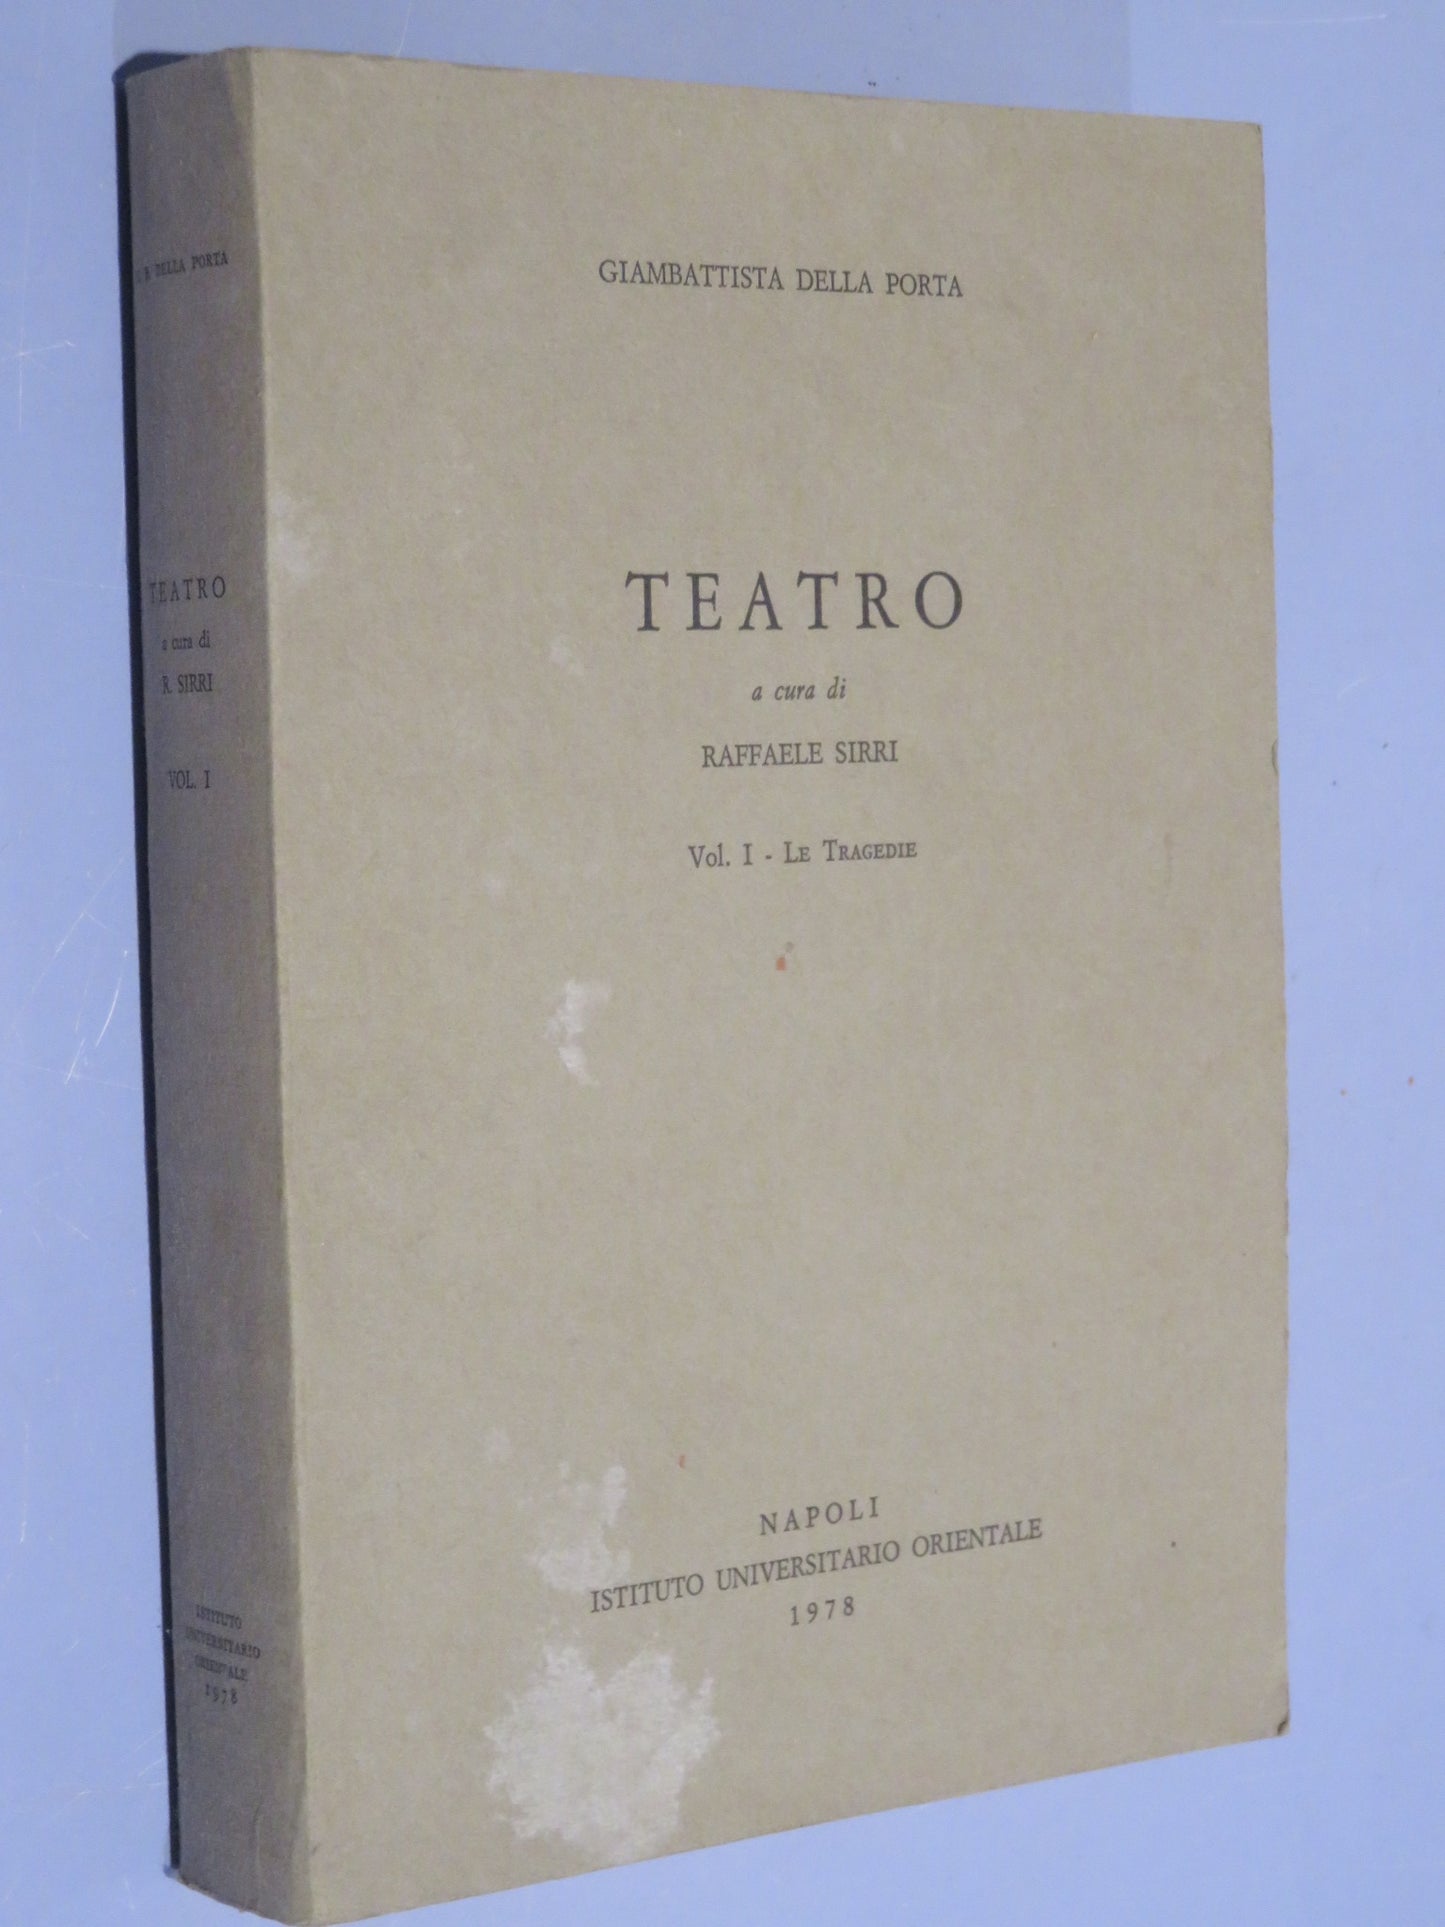 GIAMBATTISTA DELLA PORTA
TEATRO
a cura di
RAFFAELE SIRRI
Vol. I - LE TRAGEDIE
NAPOLI
ISTITUTO UNIVERSITARIO ORIENTALE
1978
B DELLA PORTA
TEATRO
a cura di
R. SIRRI
VOL. I
ISTITUTO
UNIVERSITARIO
ORIENTALE
1978